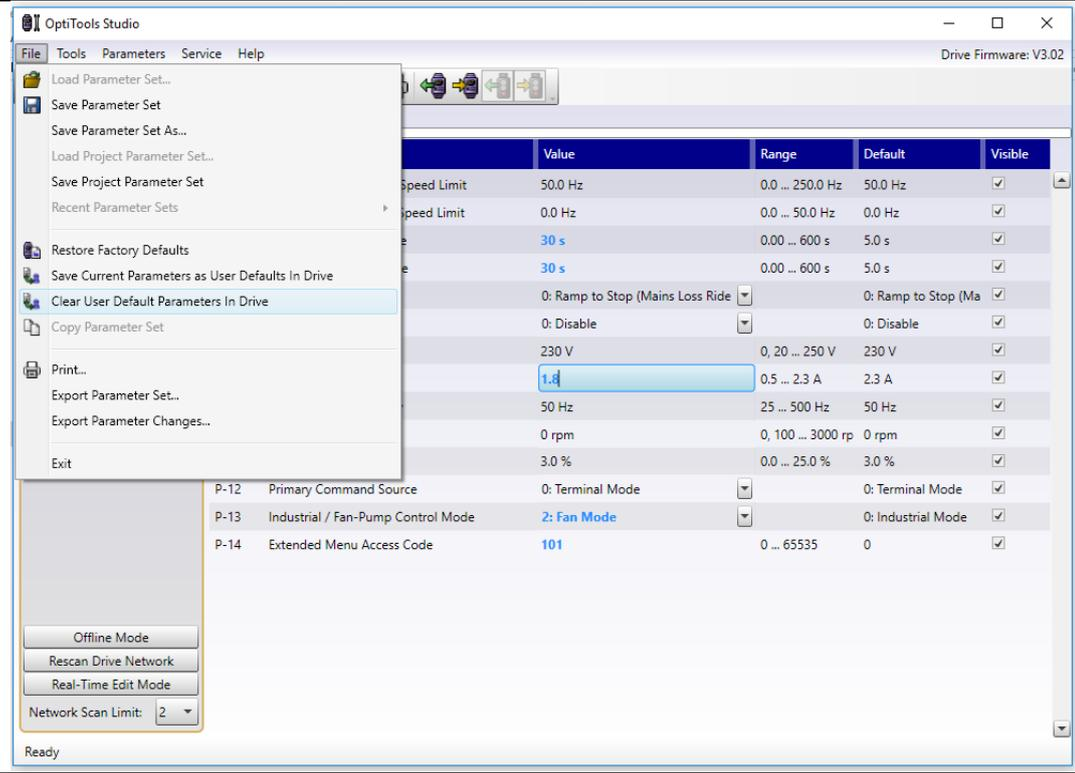 OptiTools Studio
File Tools Parameters Service Help Drive Firmware: V3.02
Load Parameter Set...
Save Parameter Set
Save Parameter Set As...
Load Project Parameter Set...
Save Project Parameter Set
Recent Parameter Sets
Restore Factory Defaults
Save Current Parameters as User Defaults In Drive
Clear User Default Parameters In Drive
Copy Parameter Set
Print...
Export Parameter Set...
Export Parameter Changes...
Exit
Value Range Default Visible
Speed Limit 50.0 Hz 0.0 ... 250.0 Hz 50.0 Hz
Speed Limit 0.0 Hz 0.0 ... 50.0 Hz 0.0 Hz
30 s 0.00 ... 600 s 5.0 s
30 s 0.00 ... 600 s 5.0 s
0: Ramp to Stop (Mains Loss Ride 0: Ramp to Stop (Ma
0: Disable 0: Disable
230 V 0, 20 ... 250 V 230 V
1.8 0.5 ... 2.3 A 2.3 A
50 Hz 25 ... 500 Hz 50 Hz
0 rpm 0, 100 ... 3000 rp 0 rpm
3.0 % 0.0 ... 25.0 % 3.0 %
P-12 Primary Command Source 0: Terminal Mode 0: Terminal Mode
P-13 Industrial / Fan-Pump Control Mode 2: Fan Mode 0: Industrial Mode
P-14 Extended Menu Access Code 101 0 ... 65535 0
Offline Mode
Rescan Drive Network
Real-Time Edit Mode
Network Scan Limit: 2
Ready